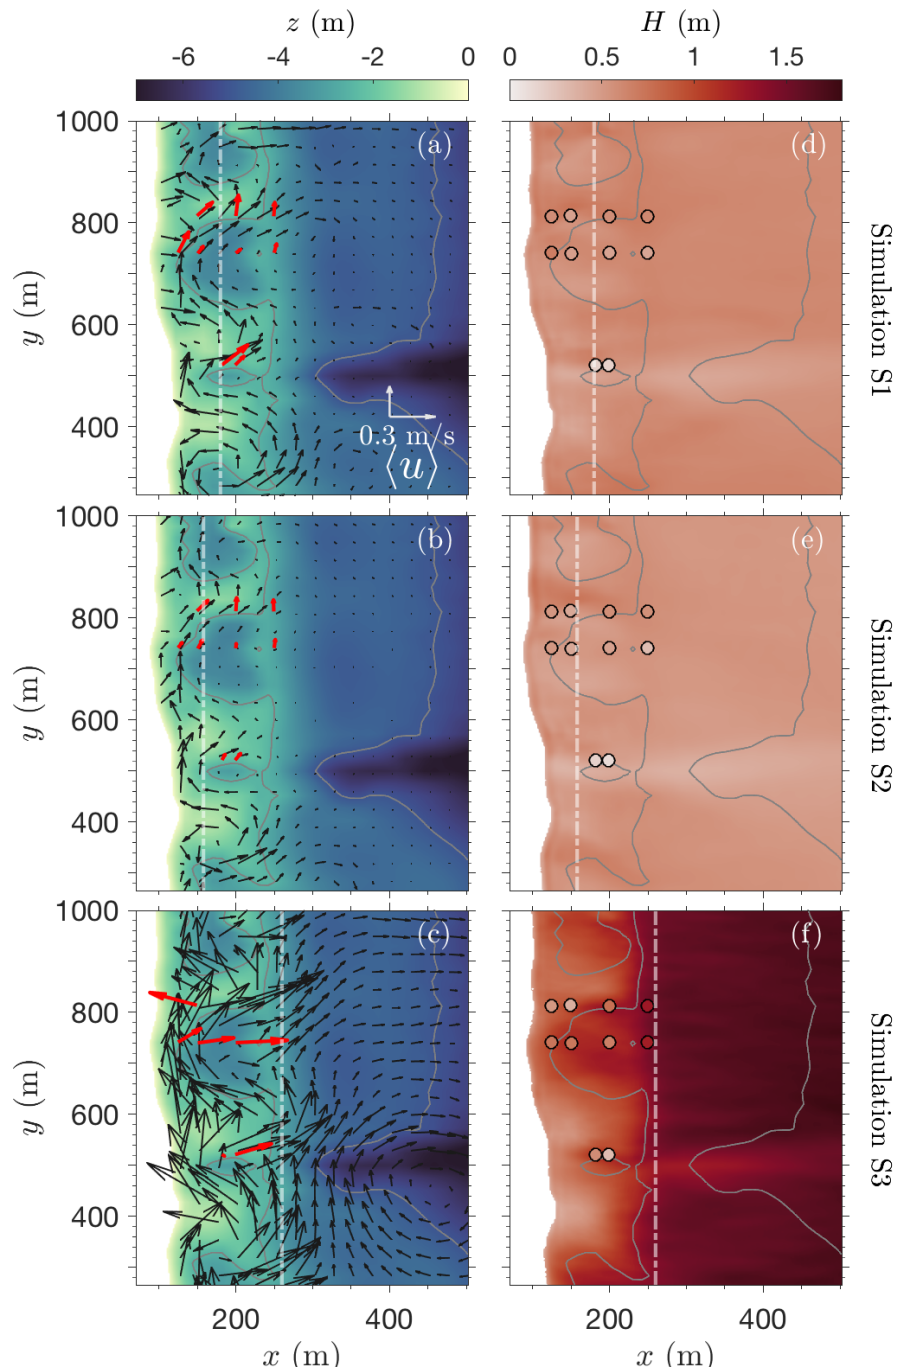 z (m)
H (m)
-6 -4 -2 0
0 0.5 1 1.5
1000
800
600
400
y (m)
(a)
0.3 m/s
⟨u⟩
(d)
Simulation S1
1000
800
600
400
y (m)
(b)
(e)
Simulation S2
1000
800
600
400
y (m)
(c)
(f)
Simulation S3
200 400
200 400
x (m)
x (m)